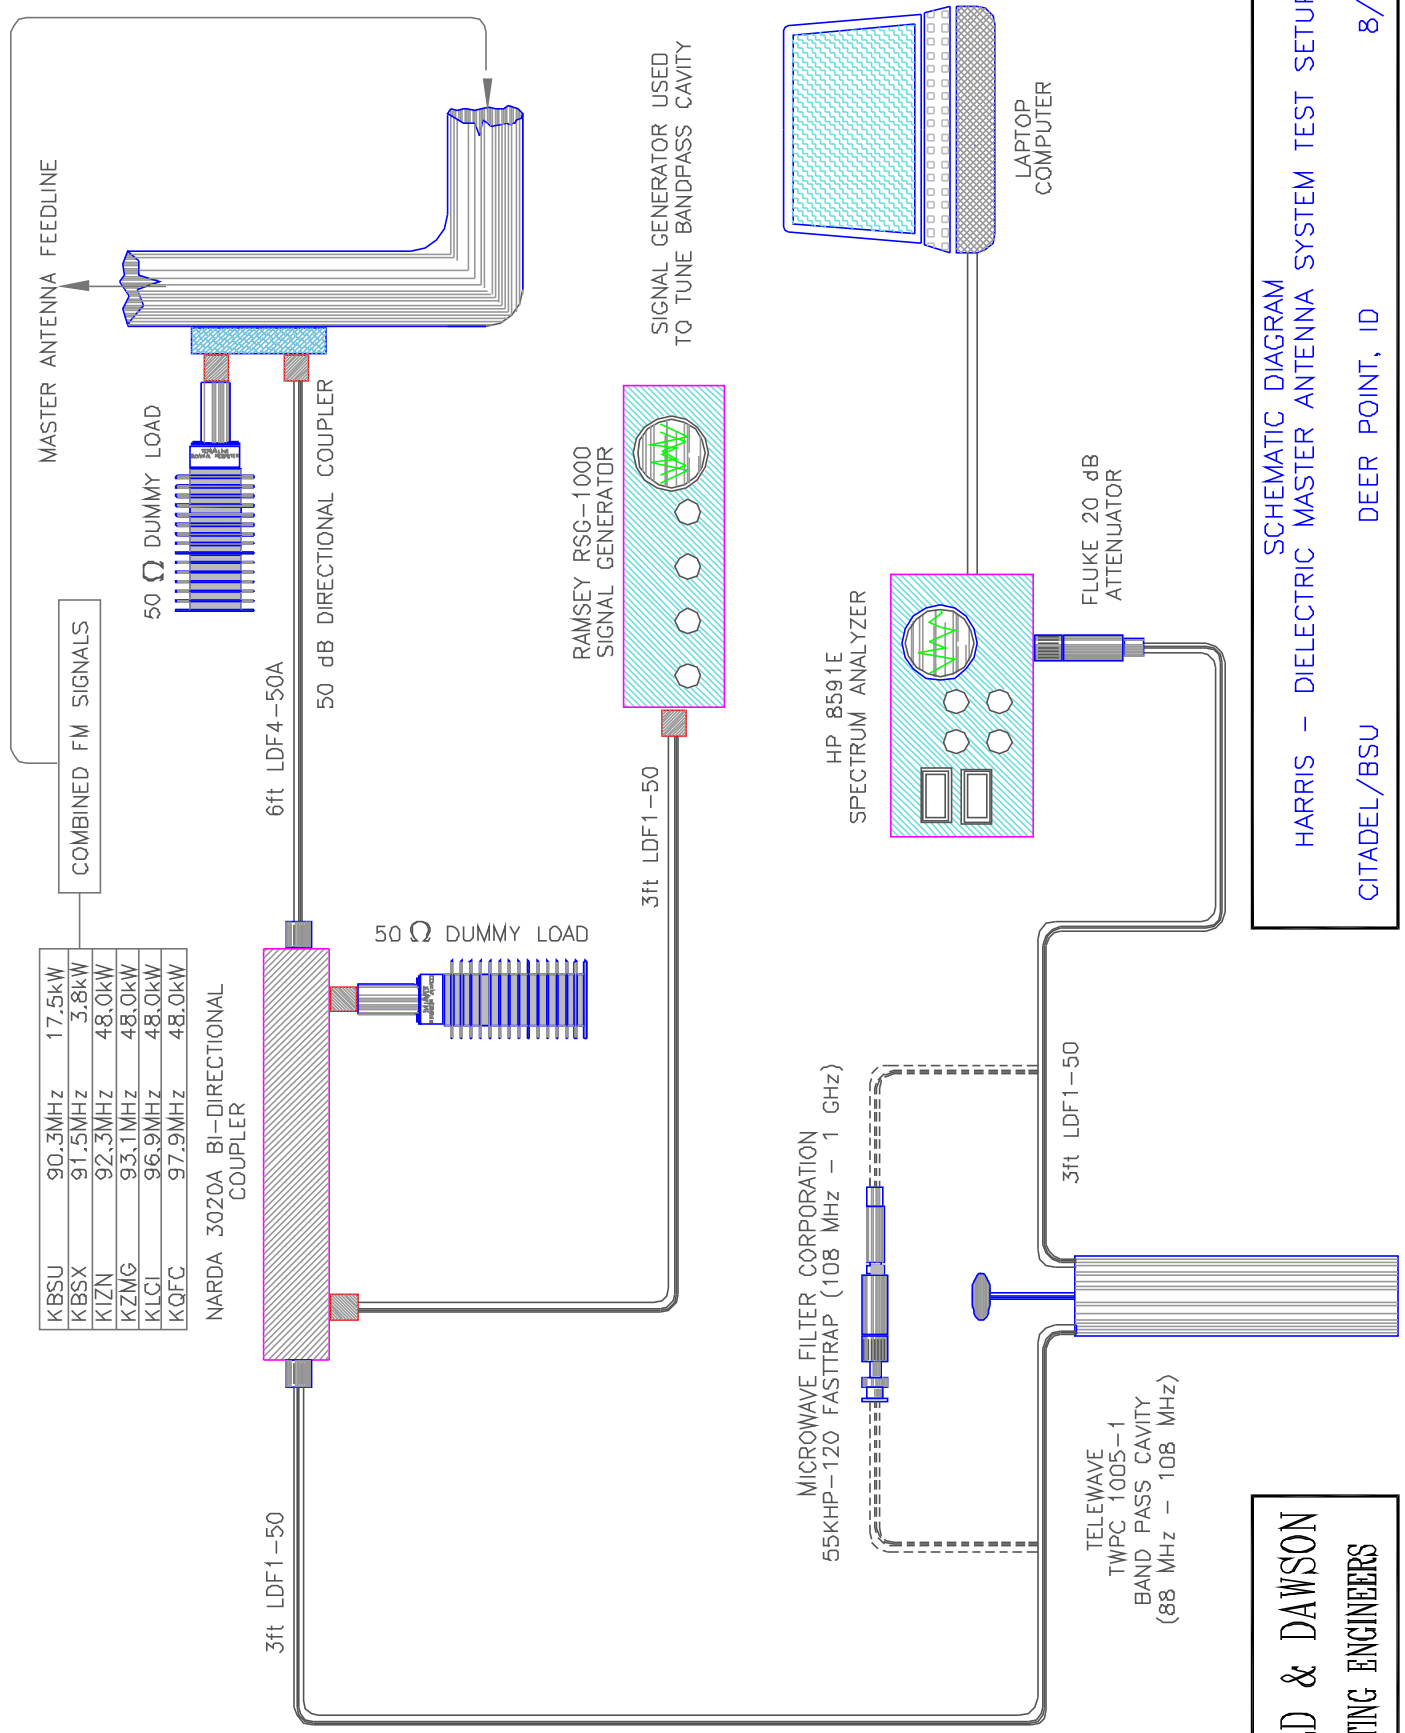 MASTER ANTENNA FEEDLINE
COMBINED FM SIGNALS
KBSU 90.3MHz 17.5kW
KBSX 91.5MHz 3.8kW
KIZN 92.3MHz 48.0kW
KZMG 93.1MHz 48.0kW
KLCI 96.9MHz 48.0kW
KQFC 97.9MHz 48.0kW
50 Ω DUMMY LOAD
NARDA 3020A BI-DIRECTIONAL
COUPLER
6ft LDF4-50A
50 dB DIRECTIONAL COUPLER
3ft LDF1-50
50 Ω DUMMY LOAD
RAMSEY RSG-1000
SIGNAL GENERATOR
SIGNAL GENERATOR USED
TO TUNE BANDPASS CAVITY
3ft LDF1-50
MICROWAVE FILTER CORPORATION
55KHP-120 FASTTRAP (108 MHz - 1 GHz)
HP 8591E
SPECTRUM ANALYZER
LAPTOP
COMPUTER
3ft LDF1-50
FLUKE 20 dB
ATTENUATOR
TELEWAVE
TWPC 1005-1
BAND PASS CAVITY
(88 MHz - 108 MHz)
SCHEMATIC DIAGRAM
HARRIS - DIELECTRIC MASTER ANTENNA SYSTEM TEST SETUP
CITADEL/BSU DEER POINT, ID 8/
D & DAWSON
TING ENGINEERS